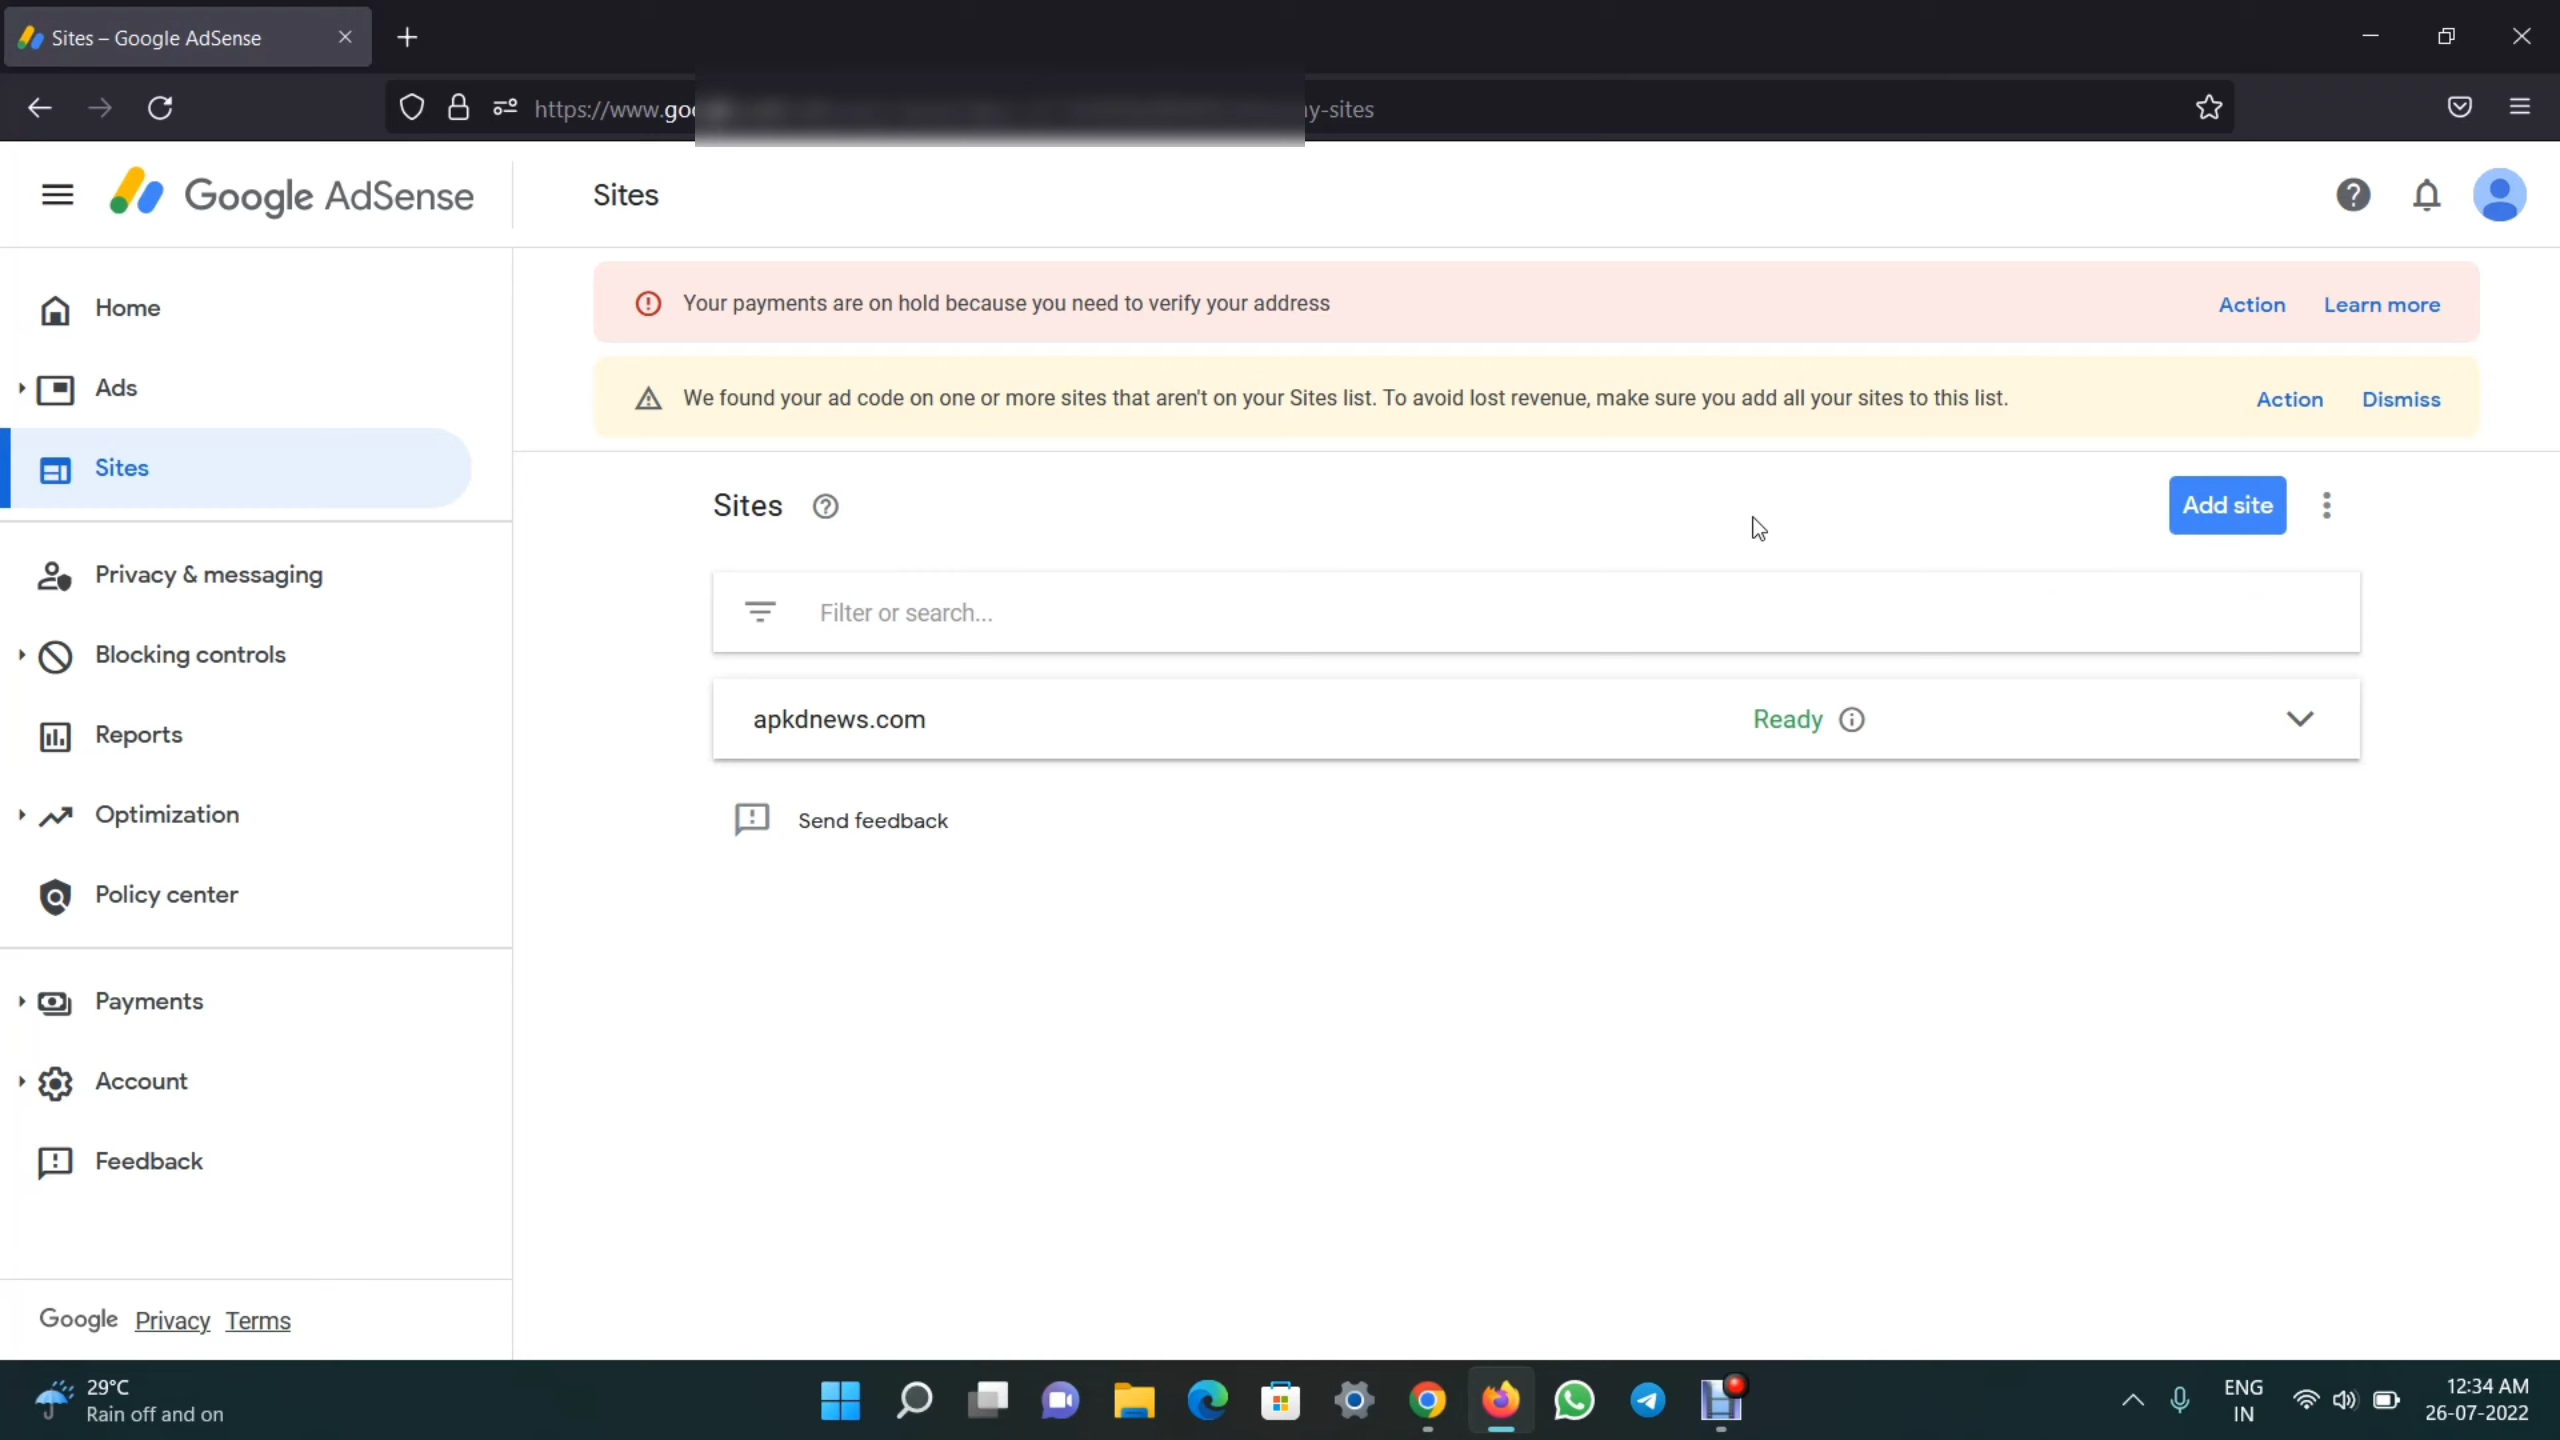 Sites – Google AdSense
https://www.goo
y-sites
Google AdSense
Sites
Home
Ads
Sites
Privacy & messaging
Blocking controls
Reports
Optimization
Policy center
Payments
Account
Feedback
Google Privacy Terms
Your payments are on hold because you need to verify your address
Action Learn more
We found your ad code on one or more sites that aren't on your Sites list. To avoid lost revenue, make sure you add all your sites to this list.
Action Dismiss
Sites
Add site
Filter or search...
apkdnews.com
Ready
Send feedback
29°C
Rain off and on
ENG
IN
12:34 AM
26-07-2022